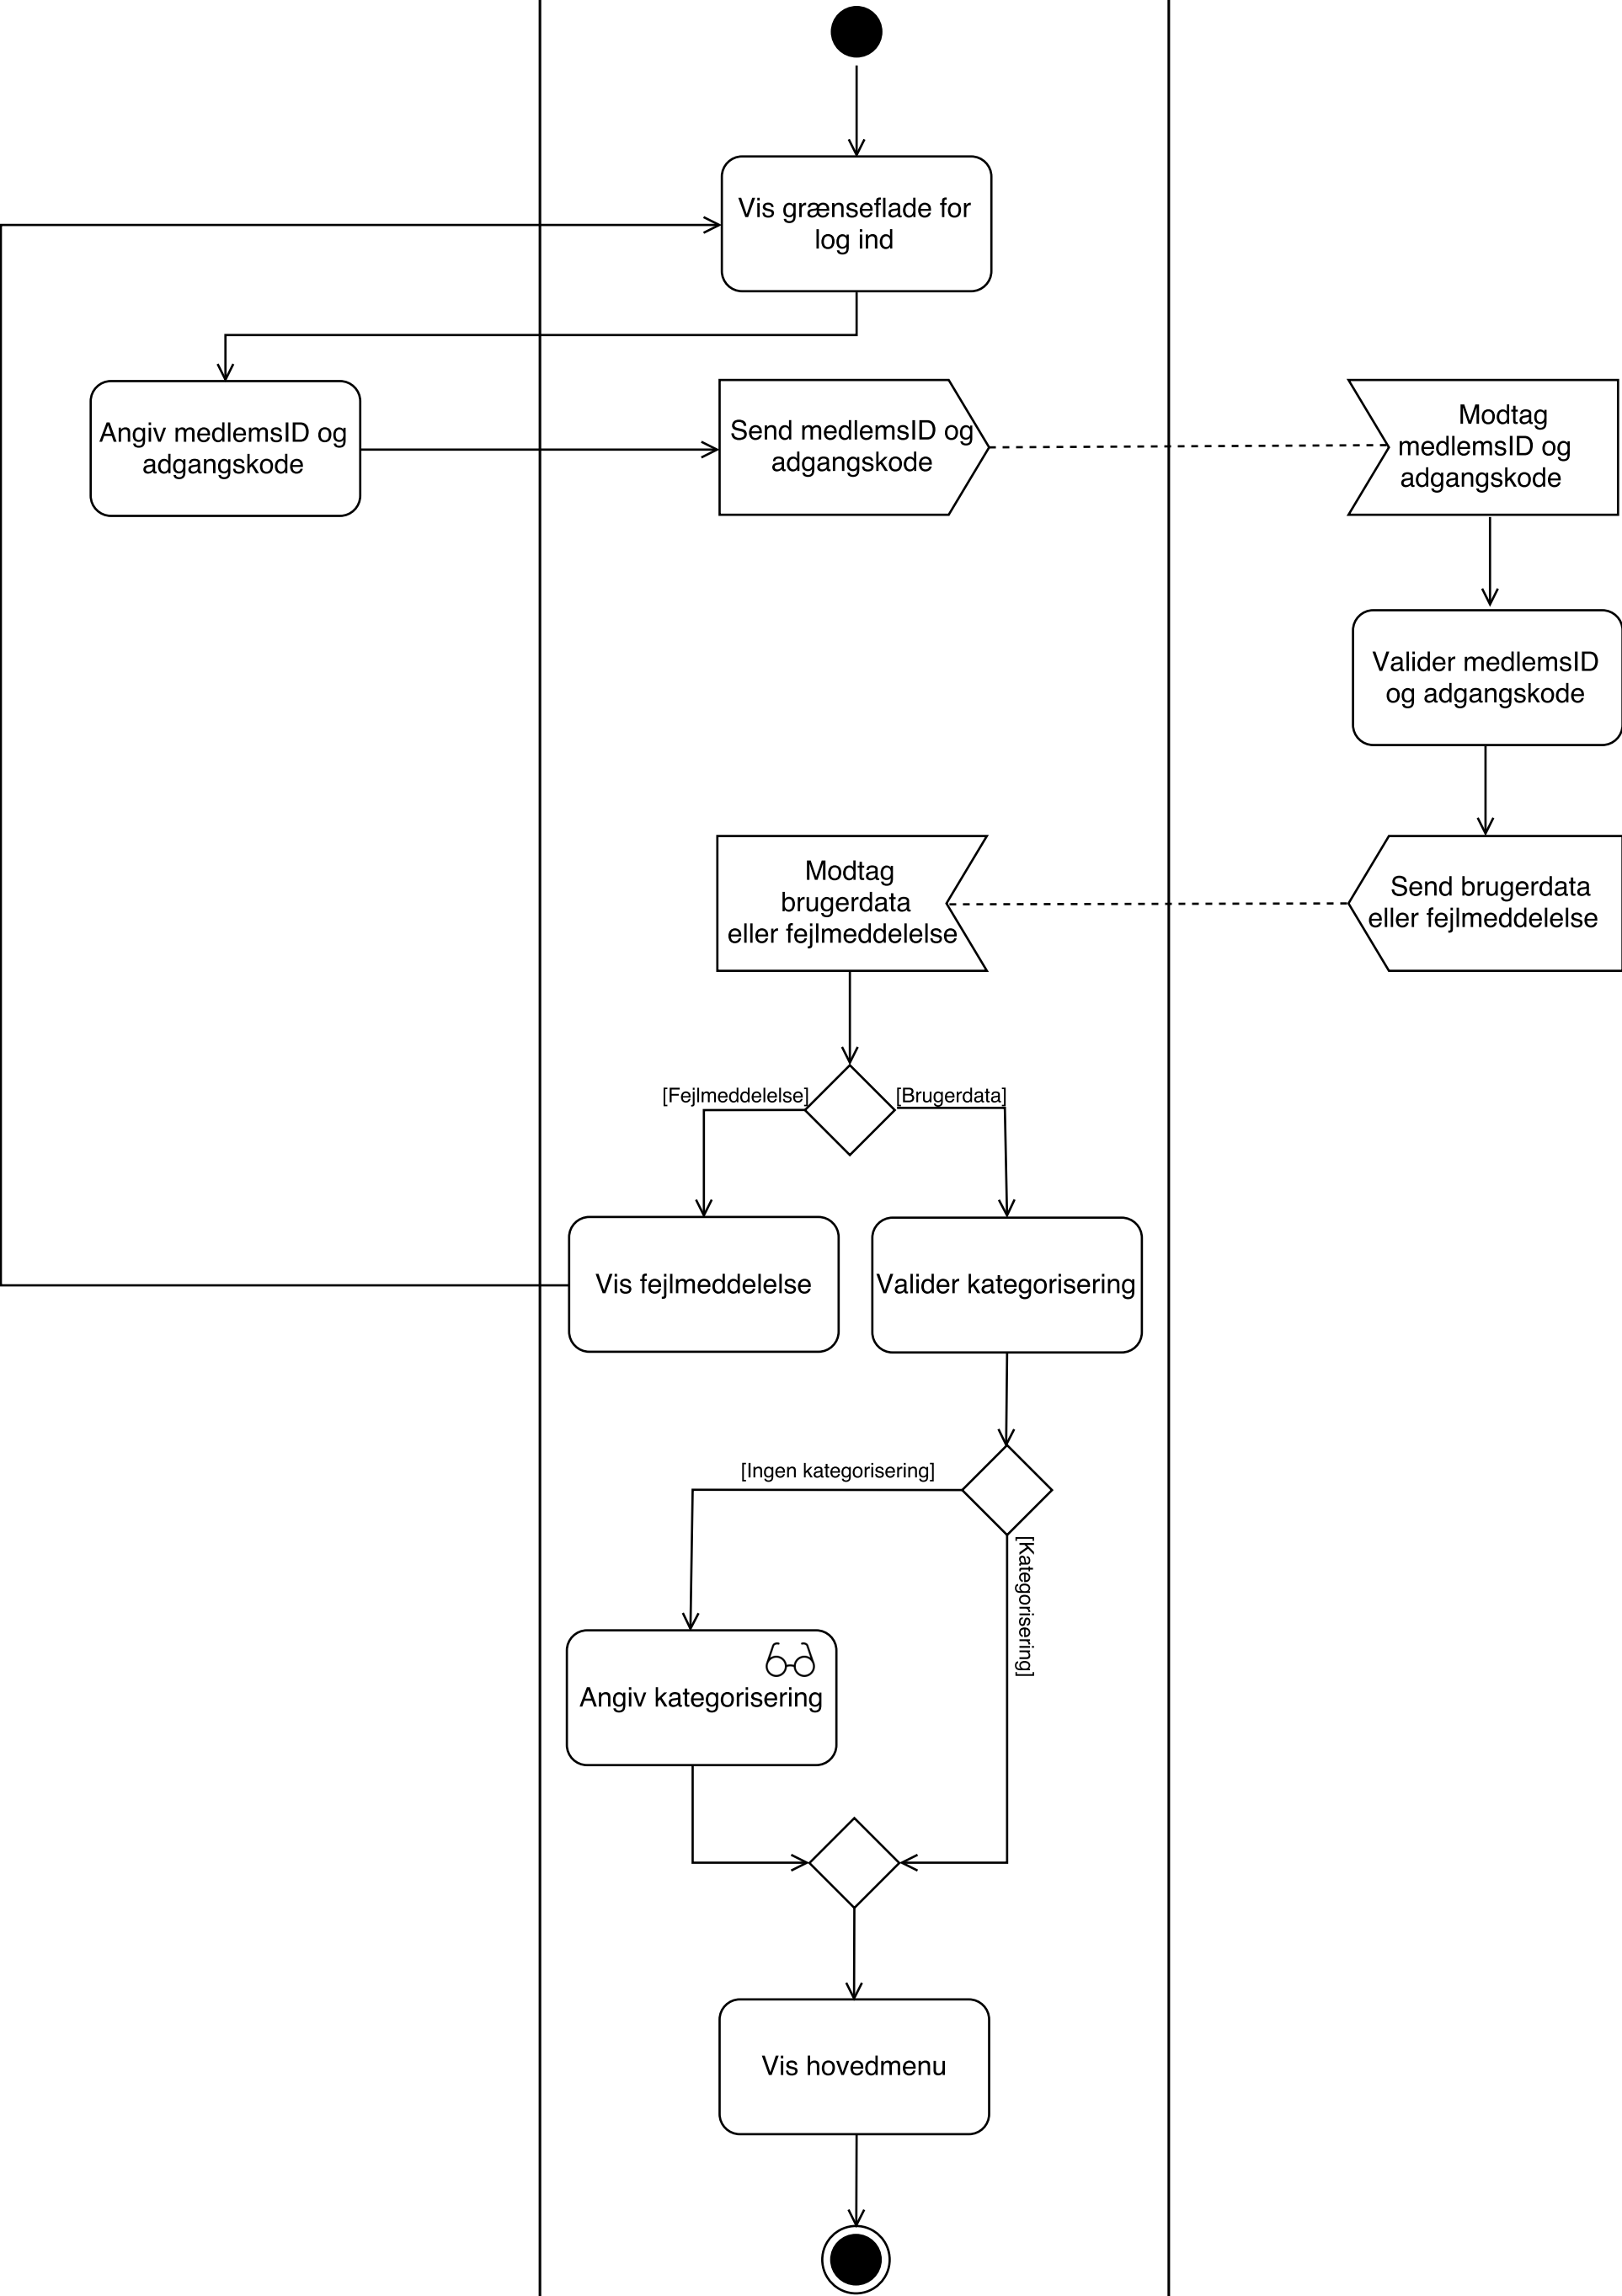 Vis grænseflade for
log ind
Angiv medlemsID og
adgangskode
Send medlemsID og
adgangskode
Modtag
medlemsID og
adgangskode
Valider medlemsID
og adgangskode
Send brugerdata
eller fejlmeddelelse
Modtag
brugerdata
eller fejlmeddelelse
[Fejlmeddelelse]
[Brugerdata]
Vis fejlmeddelelse
Valider kategorisering
[Ingen kategorisering]
[Kategorisering]
Angiv kategorisering
Vis hovedmenu